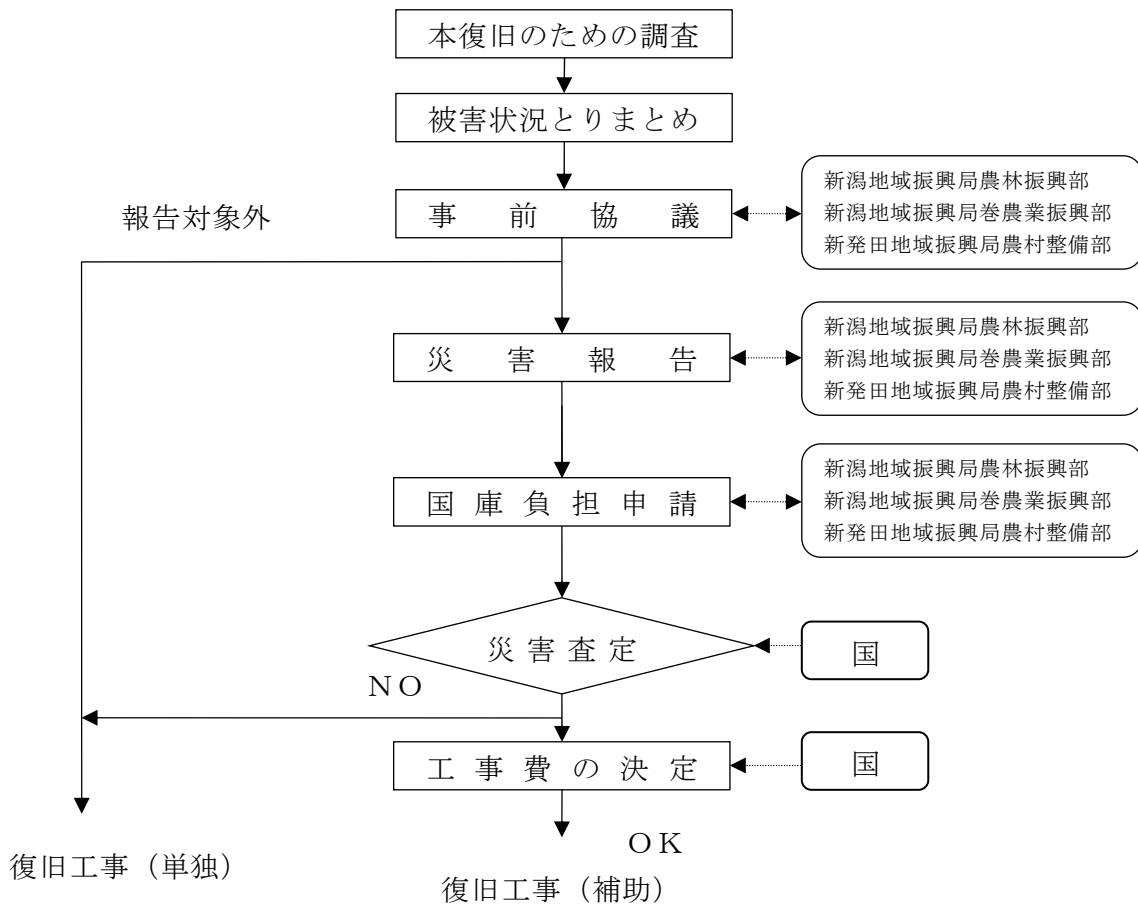 本復旧のための調査
被害状況とりまとめ
新潟地域振興局農林振興部
新潟地域振興局巻農業振興部
新発田地域振興局農村整備部
報告対象外
事前協議
新潟地域振興局農林振興部
新潟地域振興局巻農業振興部
新発田地域振興局農村整備部
災害報告
新潟地域振興局農林振興部
新潟地域振興局巻農業振興部
新発田地域振興局農村整備部
国庫負担申請
災害査定
国
ＮＯ
工事費の決定
国
ＯＫ
復旧工事（単独）
復旧工事（補助）